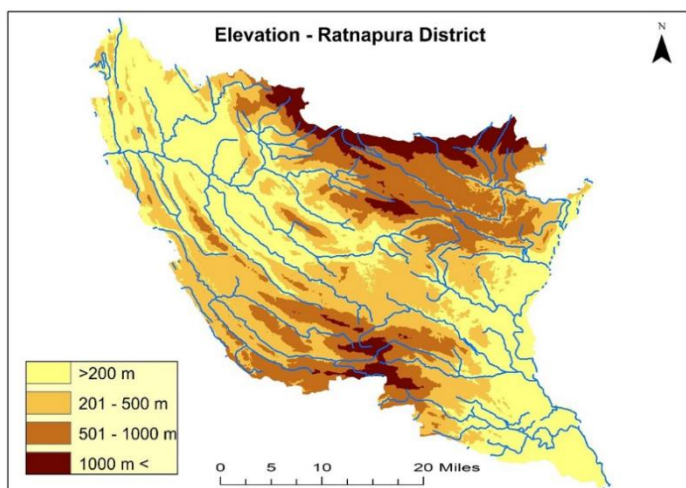 Elevation - Ratnapura District
N
>200 m
201 - 500 m
501 - 1000 m
1000 m <
0 5 10 20 Miles